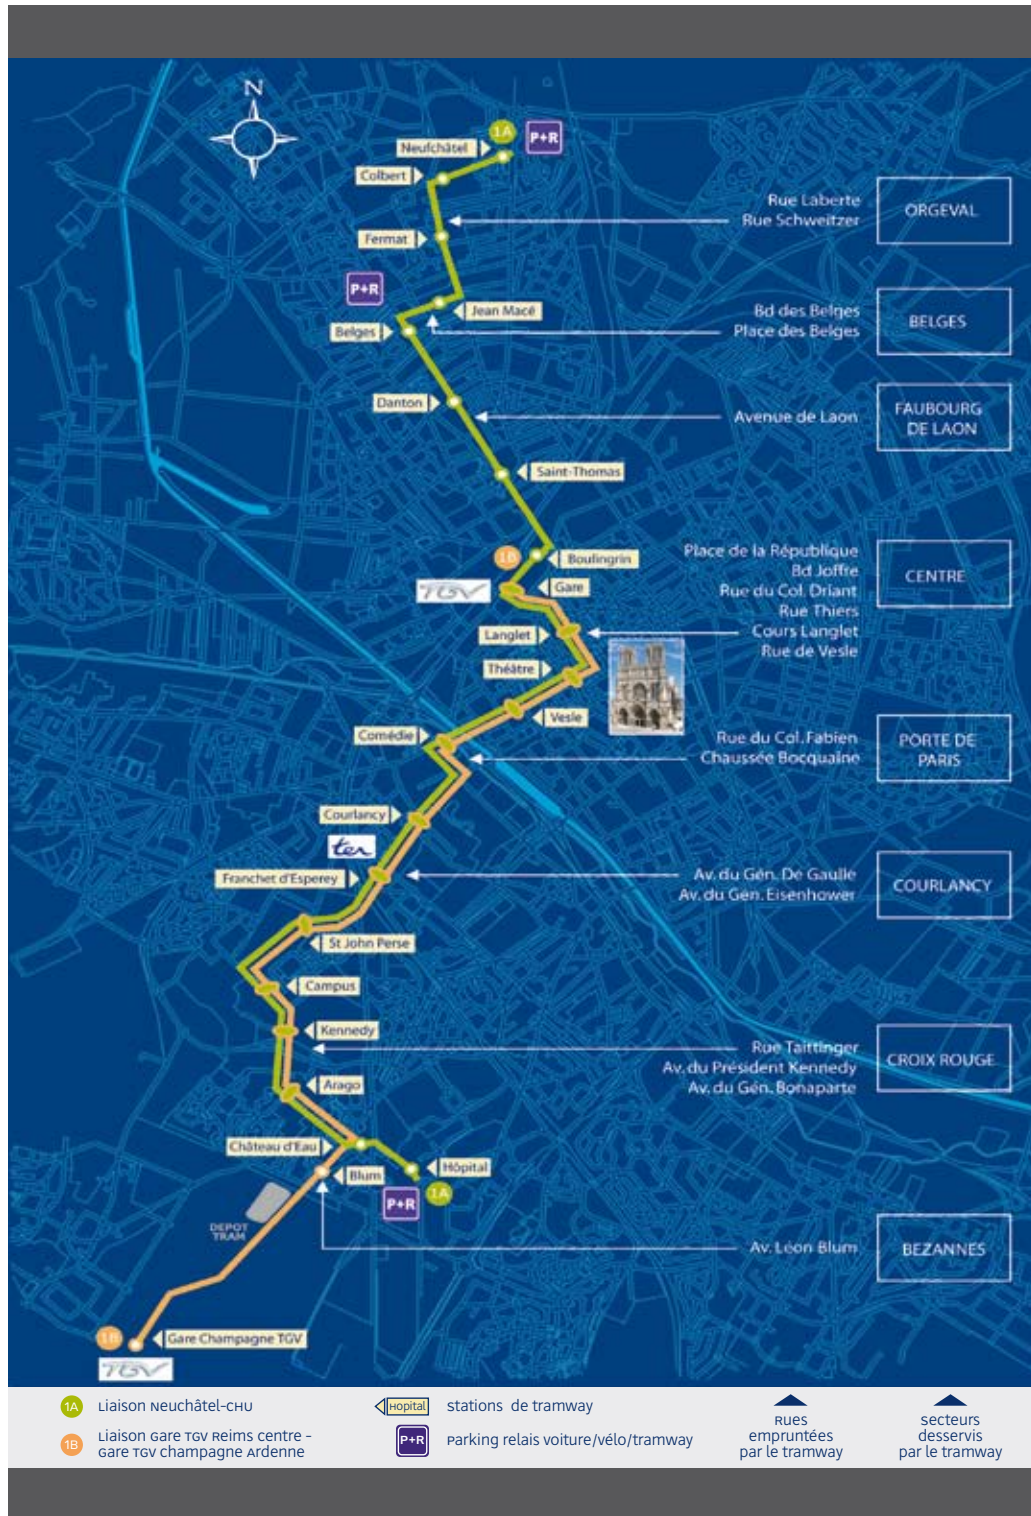 N
1A
P+R
Neufchâtel
Colbert
Rue Laberte
Rue Schweitzer
ORGEVAL
Fermat
P+R
Jean Macé
Belges
Bd des Belges
Place des Belges
BELGES
Danton
Avenue de Laon
FAUBOURG
DE LAON
Saint-Thomas
1B
Boulingrin
TGV
Gare
Place de la République
Bd Joffre
Rue du Col. Driant
Rue Thiers
Cours Langlet
Rue de Vesle
CENTRE
Langlet
Théâtre
Vesle
Comédie
Rue du Col. Fabien
Chaussée Bocquaine
PORTE DE
PARIS
Courlancy
ter
Franchet d'Esperey
Av. du Gén. De Gaulle
Av. du Gén. Eisenhower
COURLANCY
St John Perse
Campus
Kennedy
Rue Taittinger
Av. du Président Kennedy
Av. du Gén. Bonaparte
CROIX ROUGE
Arago
Château d'Eau
Hôpital
Blum
P+R
1A
DEPOT
TRAM
Av. Léon Blum
BEZANNES
1B
Gare Champagne TGV
TGV
1A Liaison Neuchâtel-CHU
1B Liaison Gare TGV Reims centre -
gare TGV champagne Ardenne
Hopital stations de tramway
P+R Parking relais voiture/vélo/tramway
Rues
empruntées
par le tramway
secteurs
desservis
par le tramway